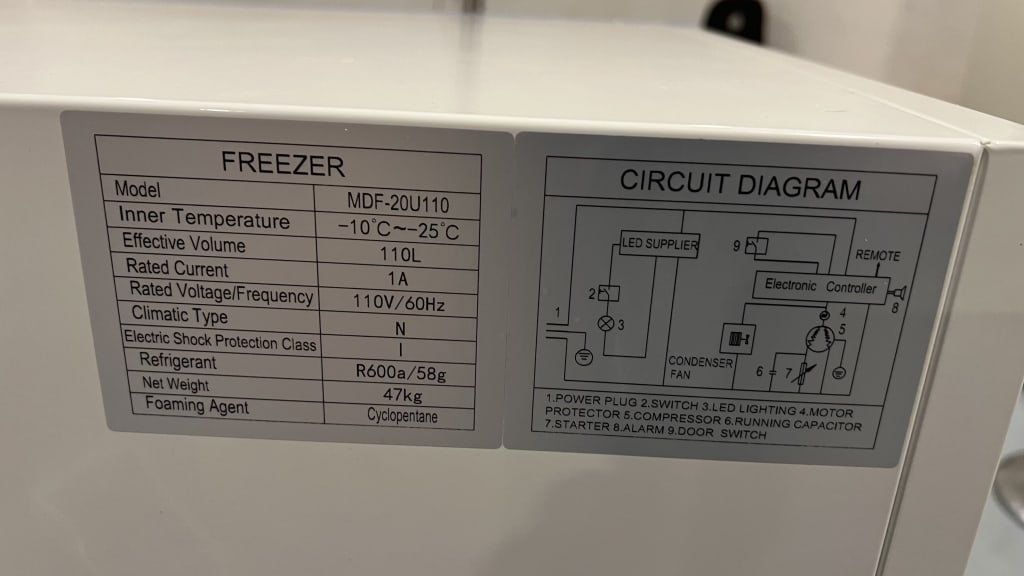 FREEZER
Model MDF-20U110
Inner Temperature -10°C~-25°C
Effective Volume 110L
Rated Current 1A
Rated Voltage/Frequency 110V/60Hz
Climatic Type N
Electric Shock Protection Class I
Refrigerant R600a/58g
Net Weight 47kg
Foaming Agent Cyclopentane
CIRCUIT DIAGRAM
LED SUPPLIER
9
REMOTE
Electronic Controller
8
2
1
3
4
5
CONDENSER
FAN
6
7
1.POWER PLUG 2.SWITCH 3.LED LIGHTING 4.MOTOR
PROTECTOR 5.COMPRESSOR 6.RUNNING CAPACITOR
7.STARTER 8.ALARM 9.DOOR SWITCH